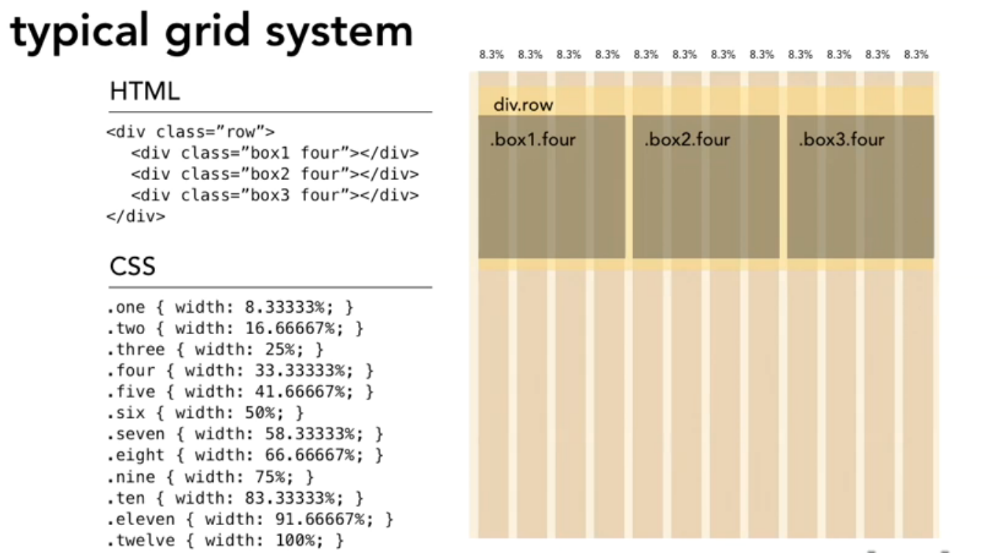 typical grid system
HTML
<div class=”row”>
<div class=”box1 four”></div>
<div class=”box2 four”></div>
<div class=”box3 four”></div>
</div>
CSS
.one { width: 8.33333%; }
.two { width: 16.66667%; }
.three { width: 25%; }
.four { width: 33.33333%; }
.five { width: 41.66667%; }
.six { width: 50%; }
.seven { width: 58.33333%; }
.eight { width: 66.66667%; }
.nine { width: 75%; }
.ten { width: 83.33333%; }
.eleven { width: 91.66667%; }
.twelve { width: 100%; }
8.3% 8.3% 8.3% 8.3% 8.3% 8.3% 8.3% 8.3% 8.3% 8.3% 8.3% 8.3%
div.row
.box1.four .box2.four .box3.four